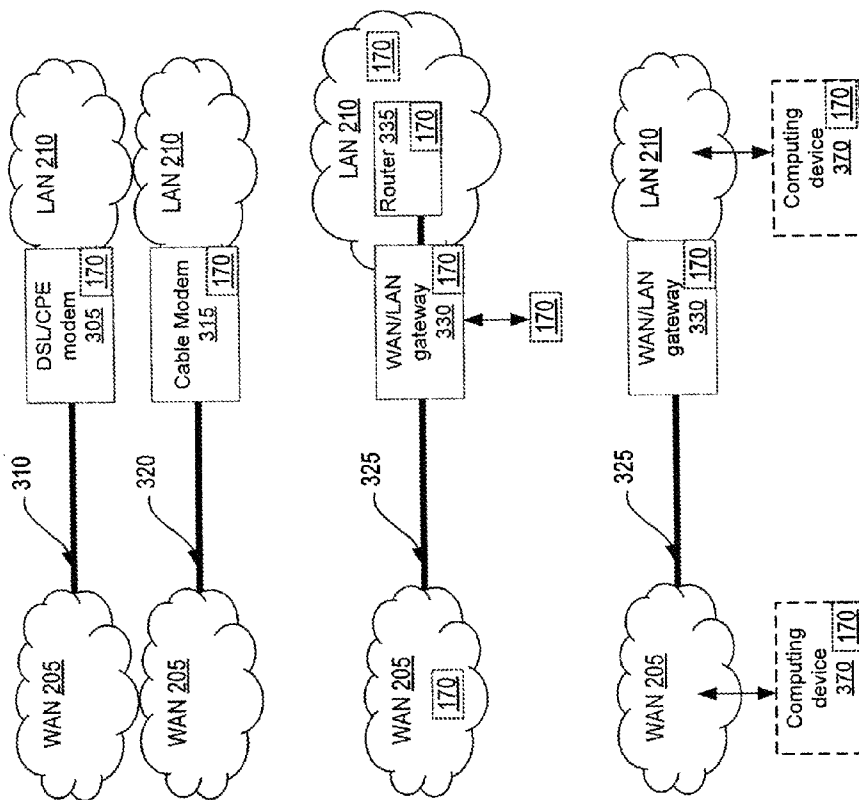 Computing
device
370
170
WAN 205
WAN 205
170
WAN 205
WAN 205
325
325
320
310
WAN/LAN
gateway
330
170
170
WAN/LAN
gateway
330
170
Cable Modem
315
170
DSL/CPE
modem
305
170
Computing
device
370
170
LAN 210
Router 335
170
LAN 210
170
LAN 210
LAN 210